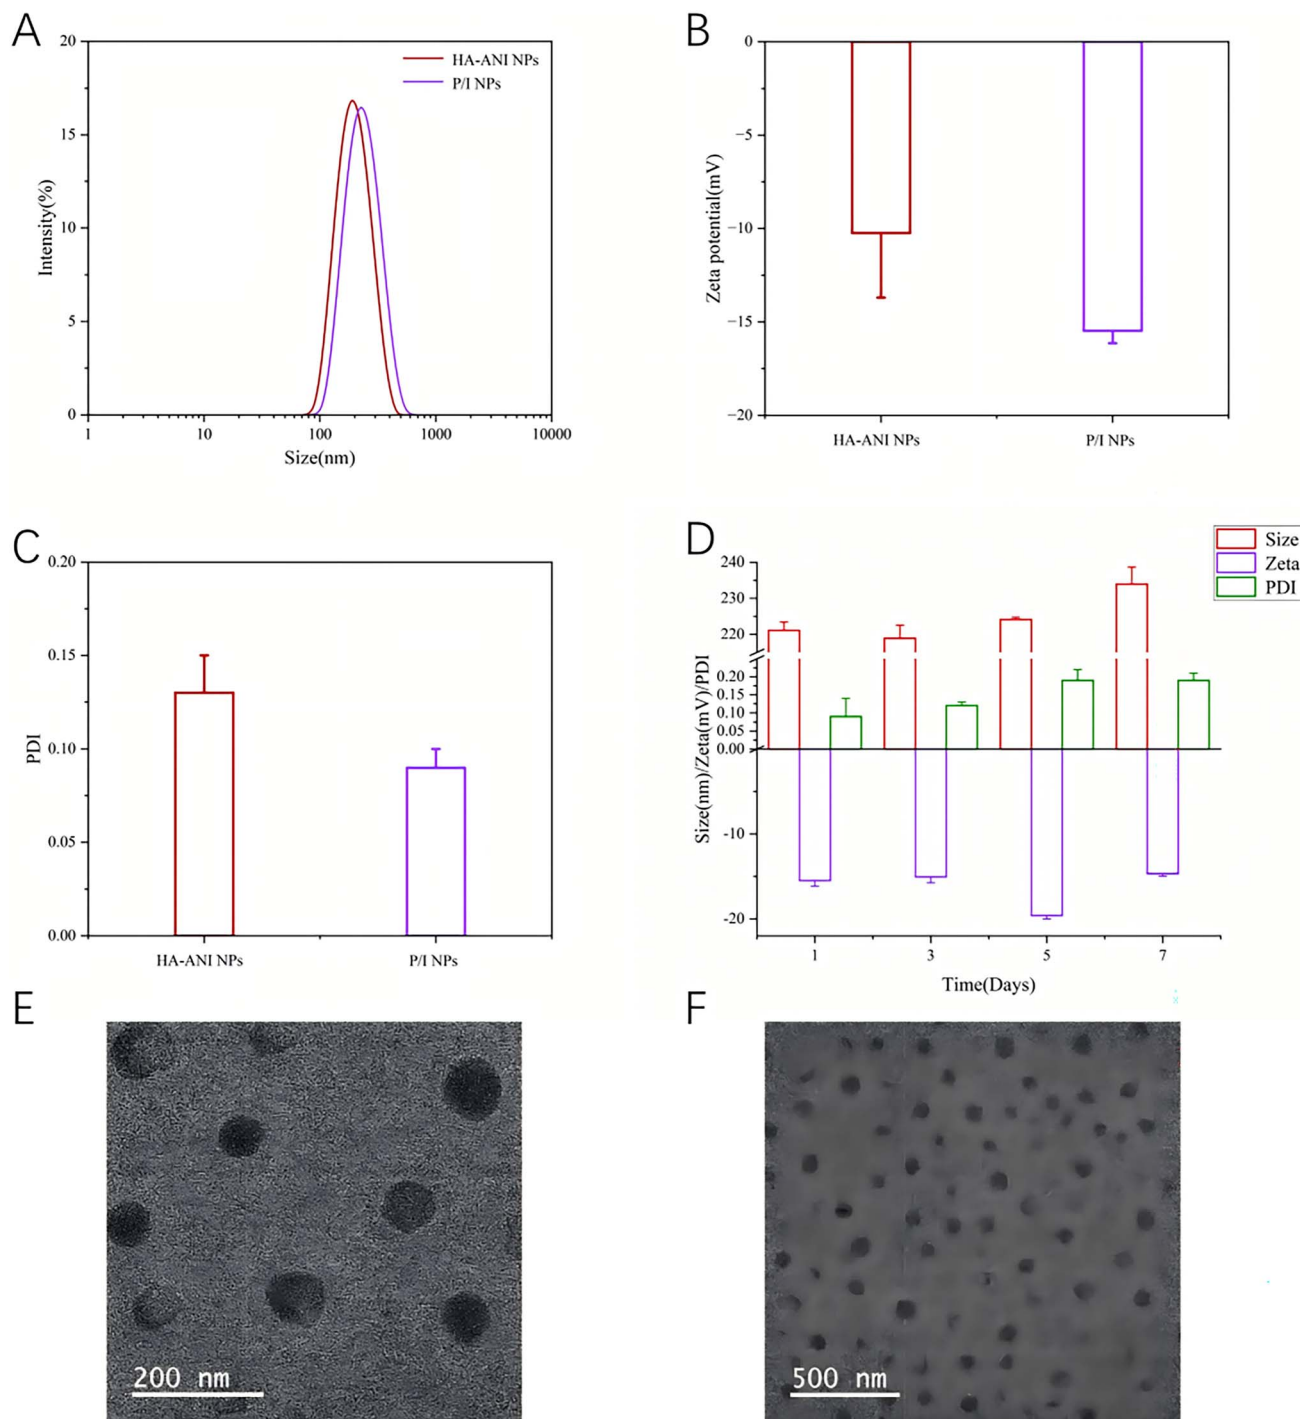 A
20
15
10
5
0
Intensity(%)
HA-ANI NPs
P/I NPs
1 10 100 1000 10000
Size(nm)
B
0
−5
−10
−15
−20
Zeta potential(mV)
HA-ANI NPs P/I NPs
C
0.20
0.15
0.10
0.05
0.00
PDI
HA-ANI NPs P/I NPs
D
Size
Zeta
PDI
240
230
220
0.20
0.15
0.10
0.05
0.00
-10
-20
Size(nm)/Zeta(mV)/PDI
1 3 5 7
Time(Days)
E
200 nm
F
500 nm